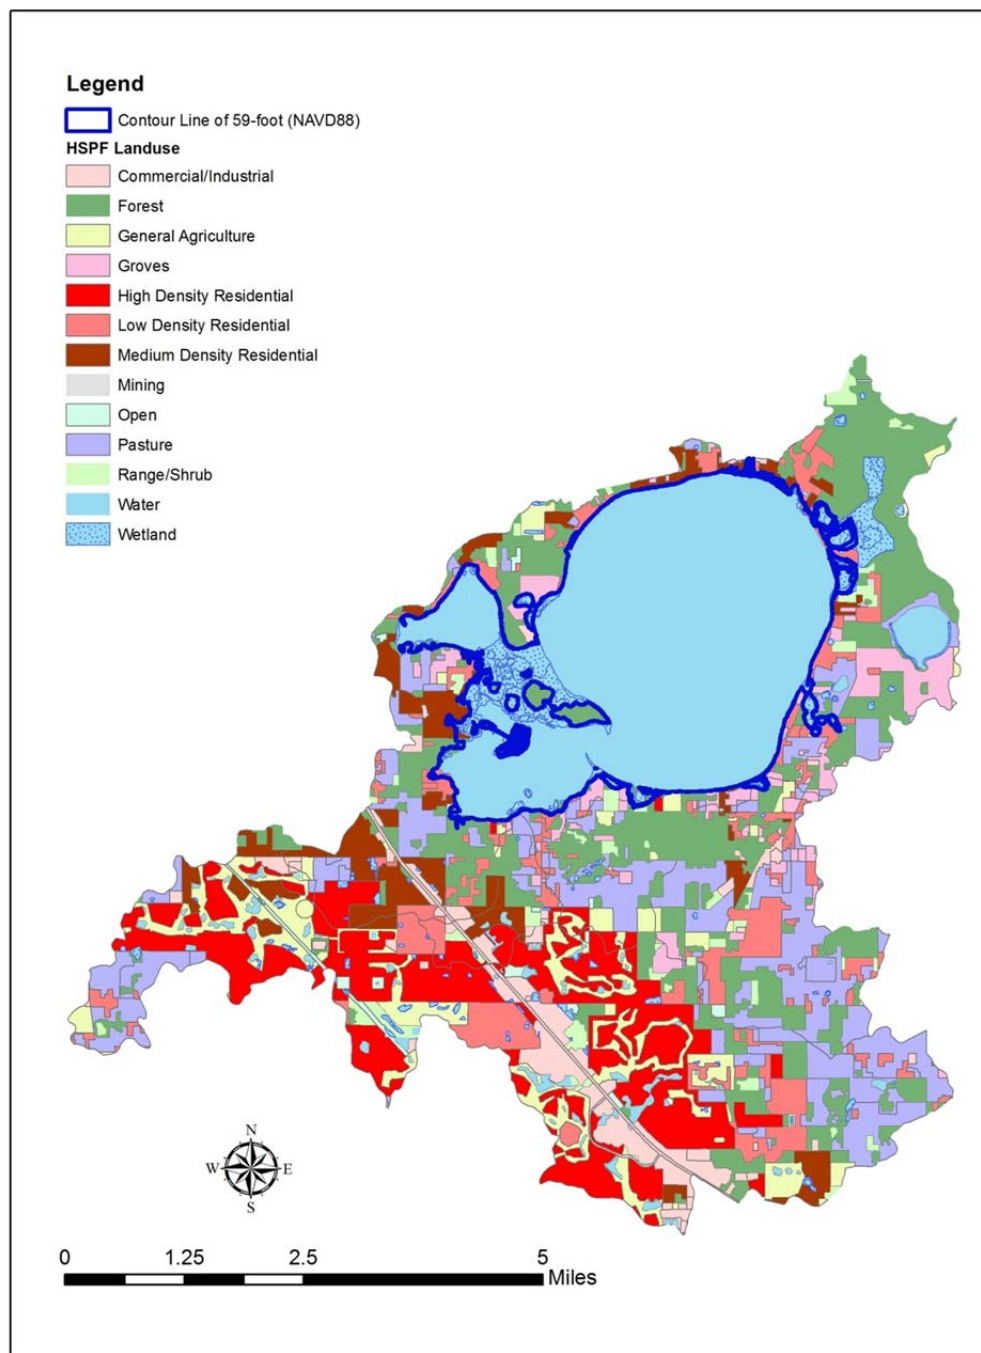 Legend
Contour Line of 59-foot (NAVD88)
HSPF Landuse
Commercial/Industrial
Forest
General Agriculture
Groves
High Density Residential
Low Density Residential
Medium Density Residential
Mining
Open
Pasture
Range/Shrub
Water
Wetland
N
W E
S
0 1.25 2.5 5
Miles